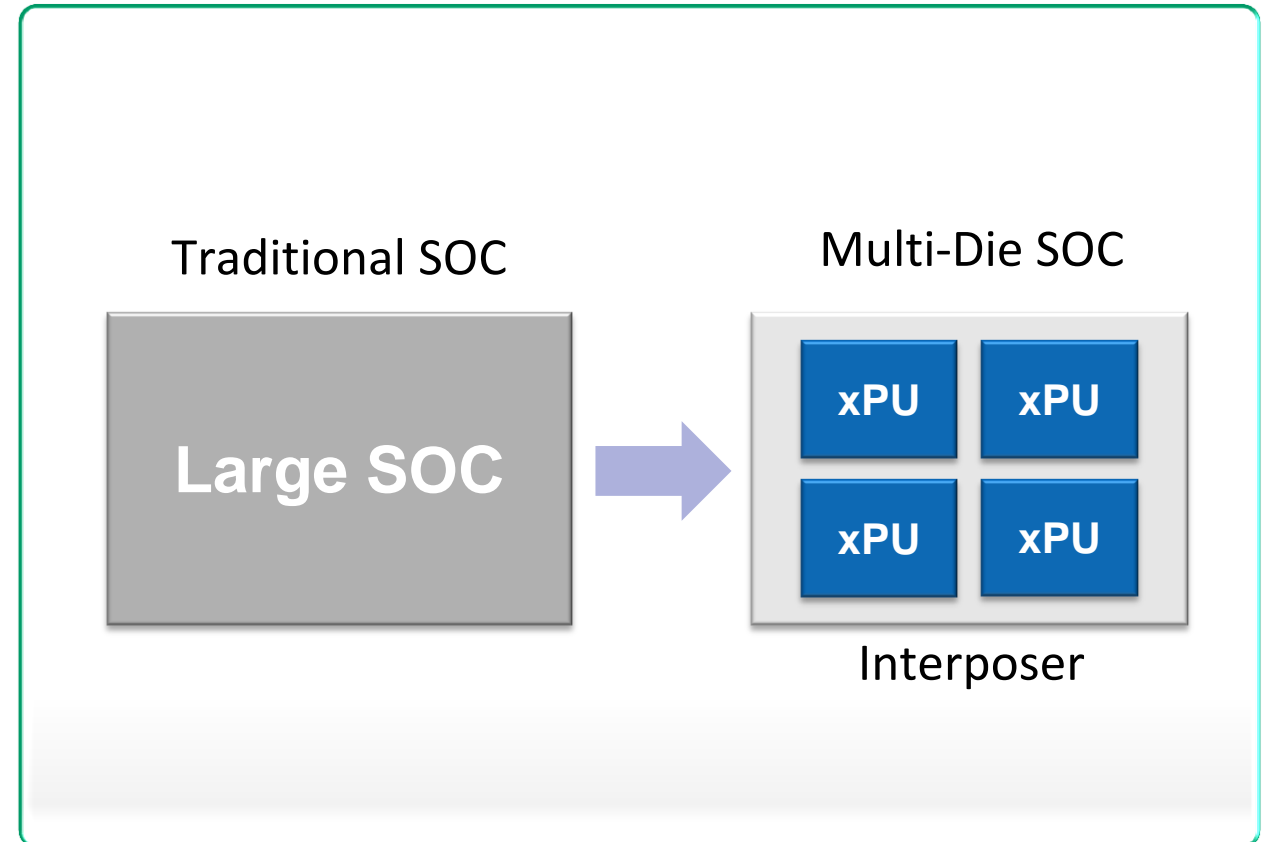 Traditional SOC
Large SOC
Multi-Die SOC
xPU xPU
xPU xPU
Interposer